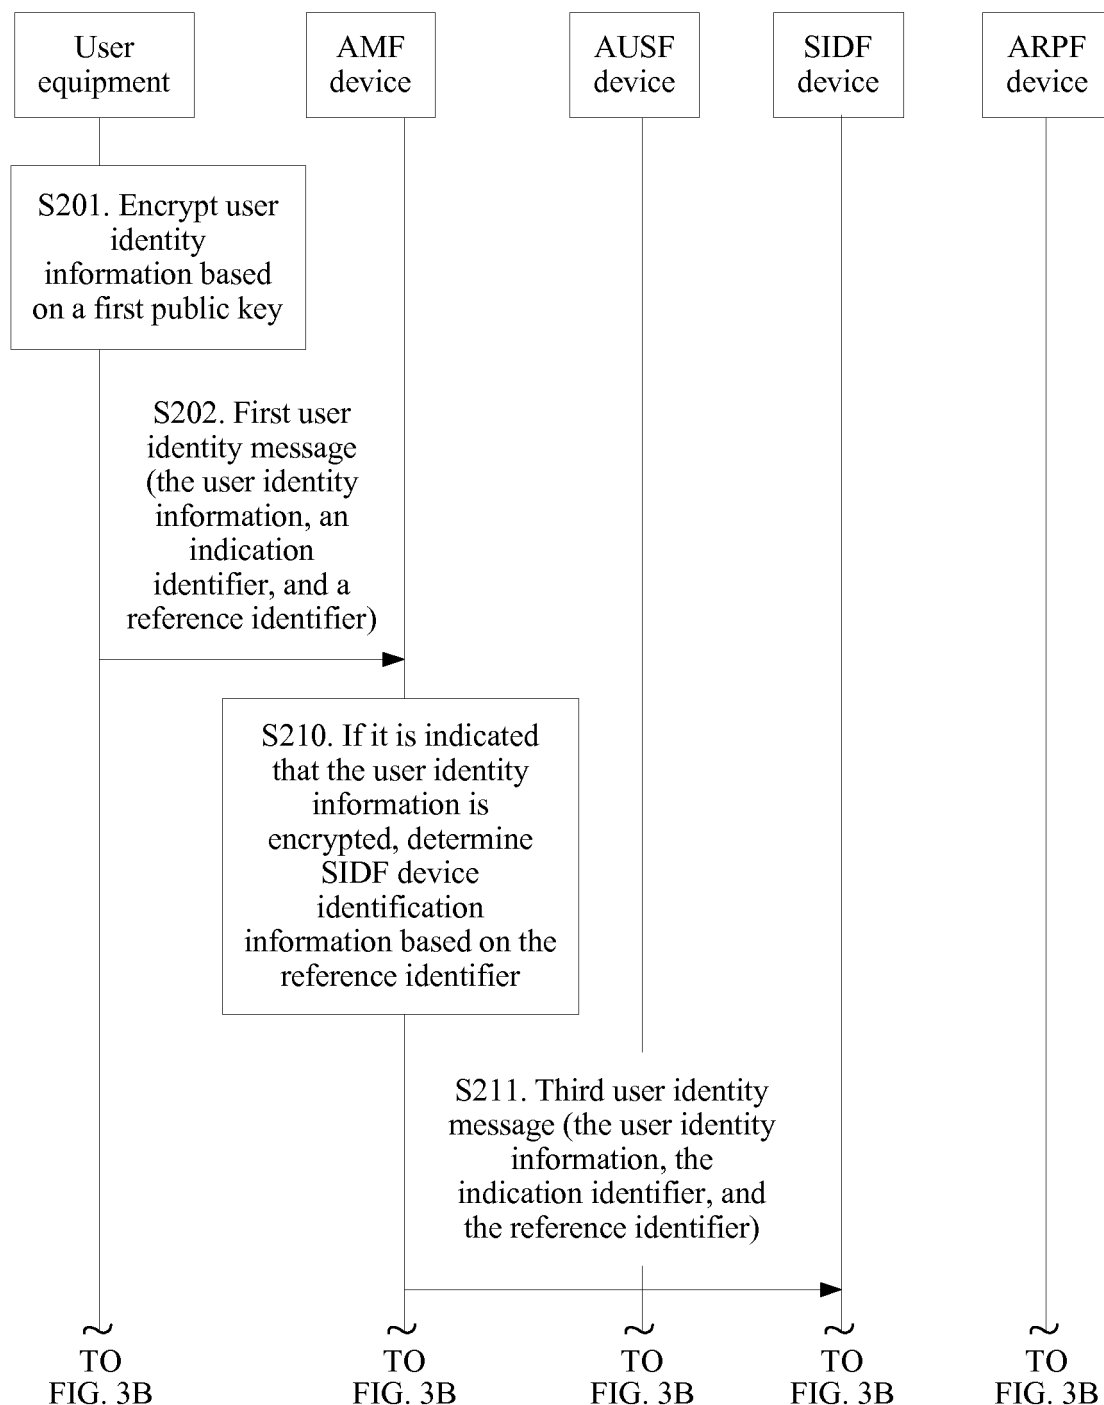 User
equipment
AMF
device
AUSF
device
SIDF
device
ARPF
device
S201. Encrypt user
identity
information based
on a first public key
S202. First user
identity message
(the user identity
information, an
indication
identifier, and a
reference identifier)
S210. If it is indicated
that the user identity
information is
encrypted, determine
SIDF device
identification
information based on the
reference identifier
S211. Third user identity
message (the user identity
information, the
indication identifier, and
the reference identifier)
TO
FIG. 3B
TO
FIG. 3B
TO
FIG. 3B
TO
FIG. 3B
TO
FIG. 3B